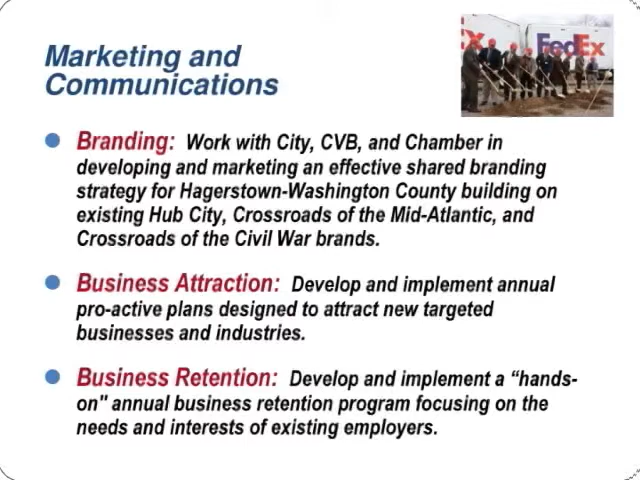 Marketing and
Communications
FedEx
Branding: Work with City, CVB, and Chamber in
developing and marketing an effective shared branding
strategy for Hagerstown-Washington County building on
existing Hub City, Crossroads of the Mid-Atlantic, and
Crossroads of the Civil War brands.
Business Attraction: Develop and implement annual
pro-active plans designed to attract new targeted
businesses and industries.
Business Retention: Develop and implement a “hands-
on" annual business retention program focusing on the
needs and interests of existing employers.